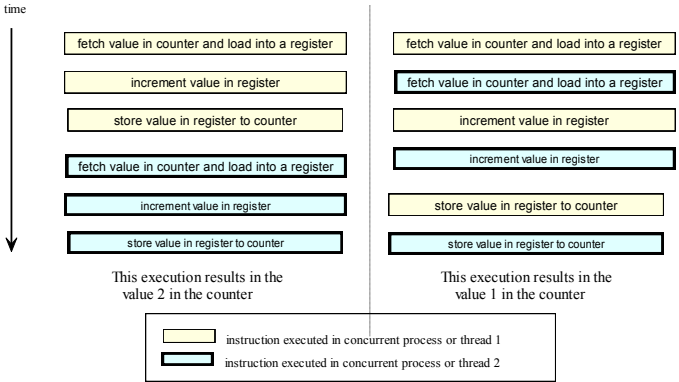 time
fetch value in counter and load into a register
increment value in register
store value in register to counter
fetch value in counter and load into a register
increment value in register
store value in register to counter
This execution results in the
value 2 in the counter
fetch value in counter and load into a register
fetch value in counter and load into a register
increment value in register
increment value in register
store value in register to counter
store value in register to counter
This execution results in the
value 1 in the counter
instruction executed in concurrent process or thread 1
instruction executed in concurrent process or thread 2